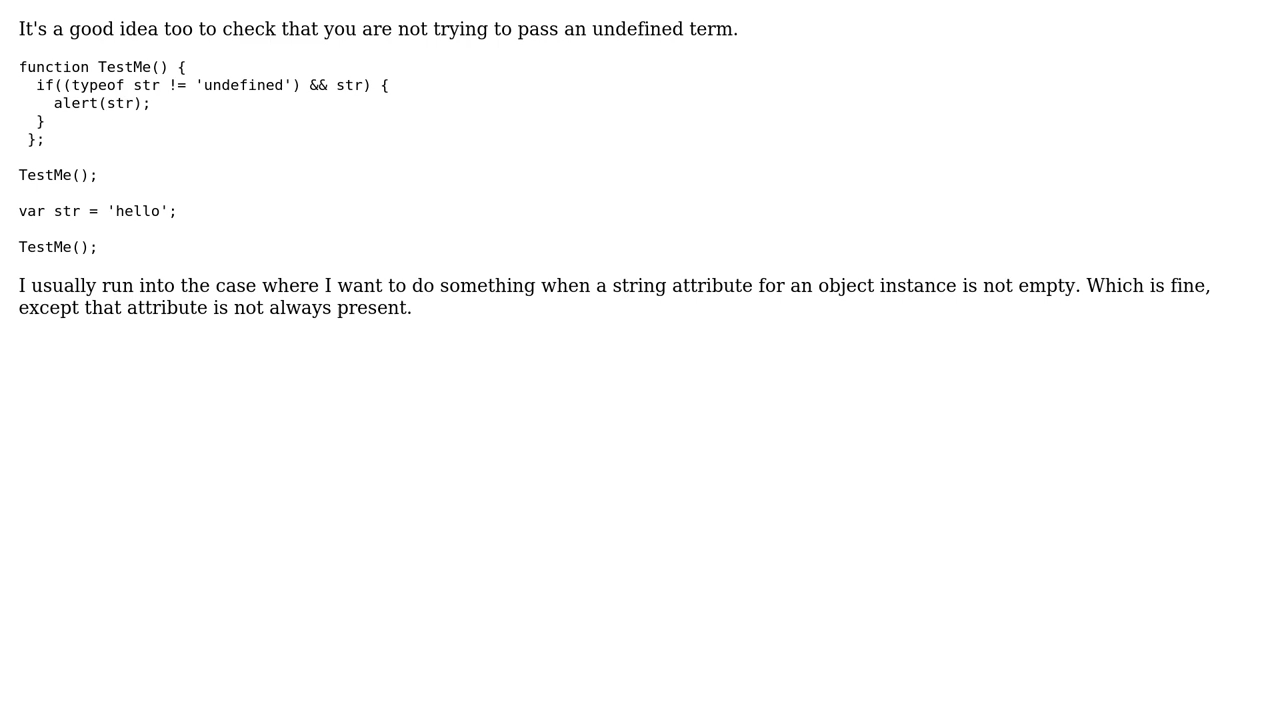 It's a good idea too to check that you are not trying to pass an undefined term.
function TestMe() {
  if((typeof str != 'undefined') && str) {
    alert(str);
  }
 };
TestMe();
var str = 'hello';
TestMe();
I usually run into the case where I want to do something when a string attribute for an object instance is not empty. Which is fine,
except that attribute is not always present.